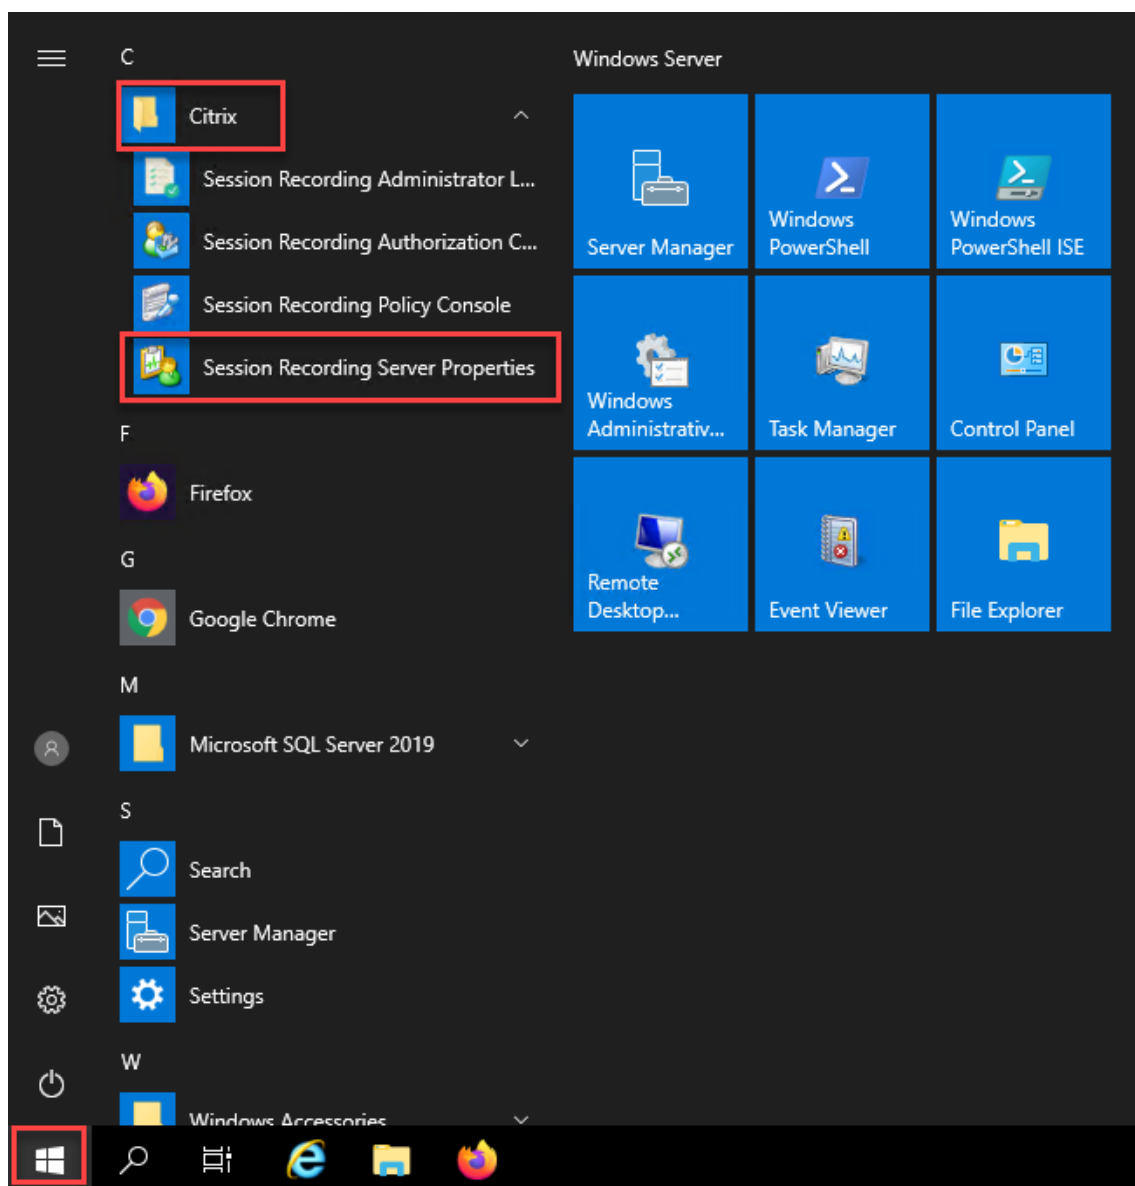 C
Citrix
Session Recording Administrator L...
Session Recording Authorization C...
Session Recording Policy Console
Session Recording Server Properties
F
Firefox
G
Google Chrome
M
Microsoft SQL Server 2019
S
Search
Server Manager
Settings
W
Windows Accessories
Windows Server
Server Manager
Windows
PowerShell
Windows
PowerShell ISE
Windows
Administrativ...
Task Manager
Control Panel
Remote
Desktop...
Event Viewer
File Explorer